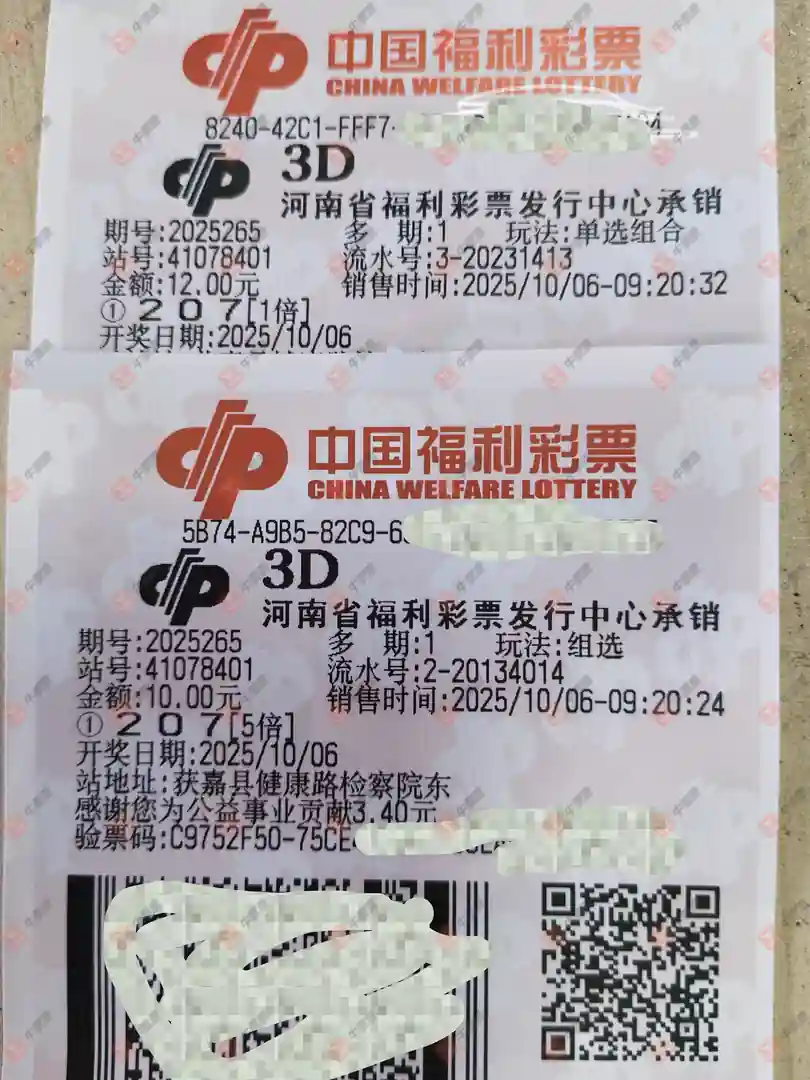 中国福利彩票
CHINA WELFARE LOTTERY
8240-42C1-FFF7-
3D
河南省福利彩票发行中心承销
期号:2025265 多 期:1 玩法:单选组合
站号:41078401 流水号:3-20231413
金额:12.00元 销售时间:2025/10/06-09:20:32
① 2 0 7[1倍]
开奖日期:2025/10/06
中国福利彩票
CHINA WELFARE LOTTERY
5B74-A9B5-82C9-6
3D
河南省福利彩票发行中心承销
期号:2025265 多 期:1 玩法:组选
站号:41078401 流水号:2-20134014
金额:10.00元 销售时间:2025/10/06-09:20:24
① 2 0 7[5倍]
开奖日期:2025/10/06
站地址:获嘉县健康路检察院东
感谢您为公益事业贡献3.40元
验票码:C9752F50-75CE